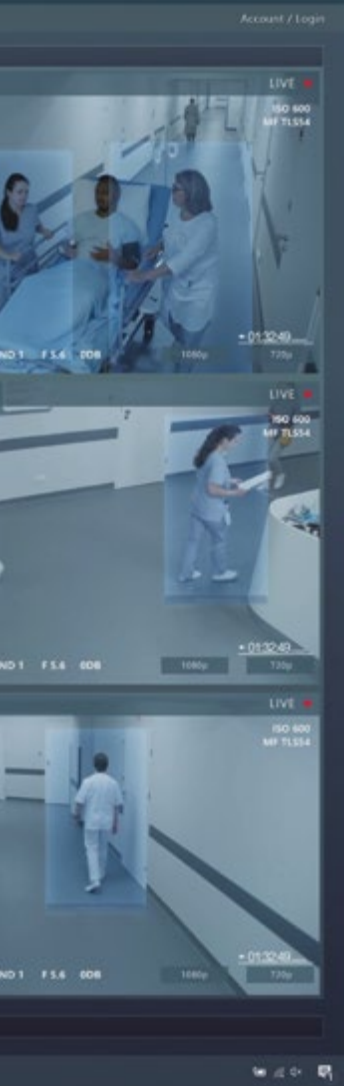 Account / Login
LIVE
ISO 600
MF TLS54
01:32:49
ND 1 F 5.6 0DB 1080p 720p
LIVE
ISO 600
MF TLS54
01:32:49
ND 1 F 5.6 0DB 1080p 720p
LIVE
ISO 600
MF TLS54
01:32:49
ND 1 F 5.6 0DB 1080p 720p